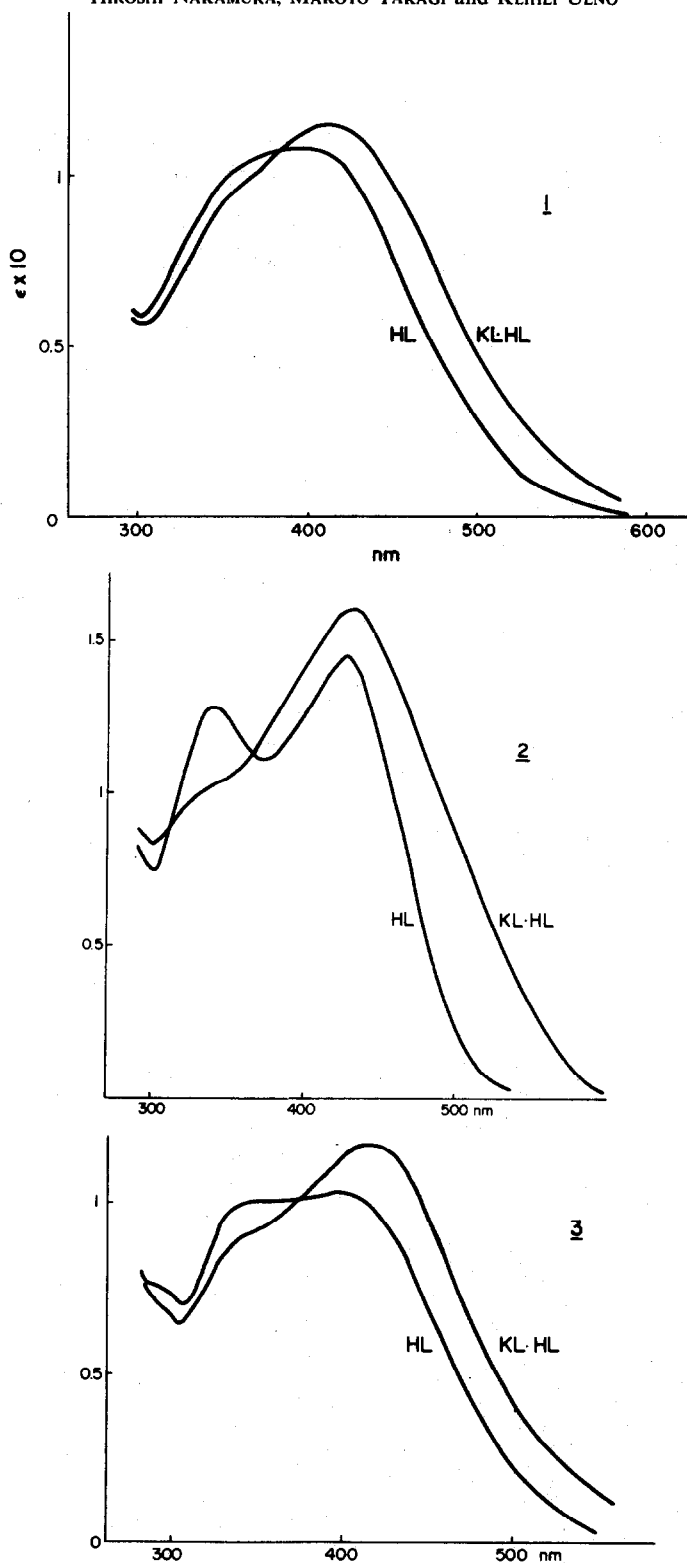 HIROSHI NAKAMURA, MAKOTO TAKAGI and KEIHEI UENO
ε x 10
1
0.5
0
300
400
500
600
nm
1
HL
KL·HL
1.5
1
0.5
300
400
500 nm
2
HL
KL·HL
1
0.5
0
300
400
500 nm
3
HL
KL·HL